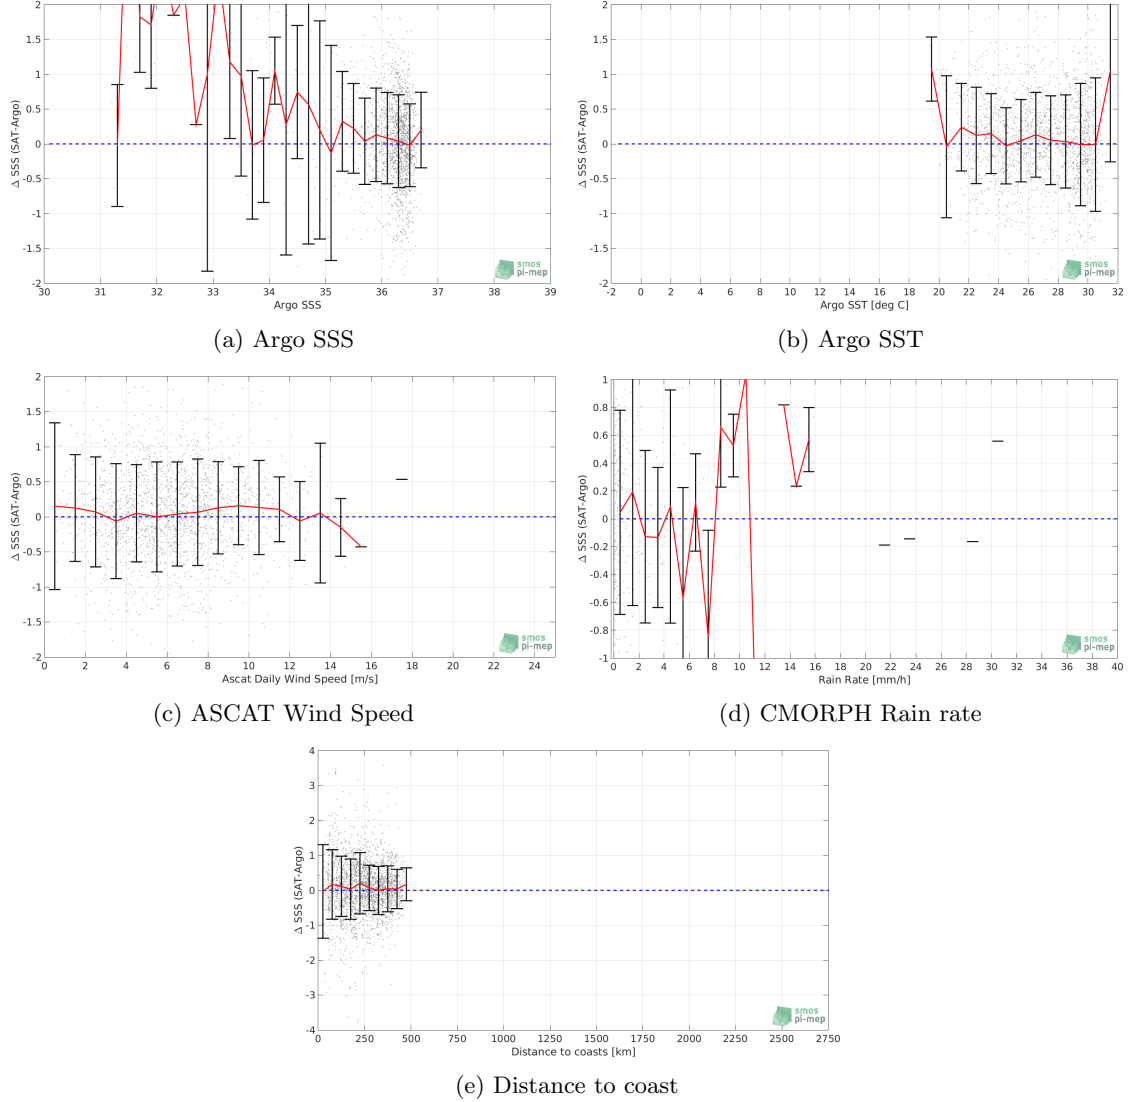 2
1.5
1
0.5
0
-0.5
-1
-1.5
-2
Δ SSS (SAT-Argo)
30 31 32 33 34 35 36 37 38 39
Argo SSS
smos
pi-mep
(a) Argo SSS
2
1.5
1
0.5
0
-0.5
-1
-1.5
-2
Δ SSS (SAT-Argo)
-2 0 2 4 6 8 10 12 14 16 18 20 22 24 26 28 30 32
Argo SST [deg C]
smos
pi-mep
(b) Argo SST
2
1.5
1
0.5
0
-0.5
-1
-1.5
-2
Δ SSS (SAT-Argo)
0 2 4 6 8 10 12 14 16 18 20 22 24
Ascat Daily Wind Speed [m/s]
smos
pi-mep
(c) ASCAT Wind Speed
1
0.8
0.6
0.4
0.2
0
-0.2
-0.4
-0.6
-0.8
-1
Δ SSS (SAT-Argo)
0 2 4 6 8 10 12 14 16 18 20 22 24 26 28 30 32 34 36 38 40
Rain Rate [mm/h]
smos
pi-mep
(d) CMORPH Rain rate
4
3
2
1
0
-1
-2
-3
-4
Δ SSS (SAT-Argo)
0 250 500 750 1000 1250 1500 1750 2000 2250 2500 2750
Distance to coasts [km]
smos
pi-mep
(e) Distance to coast